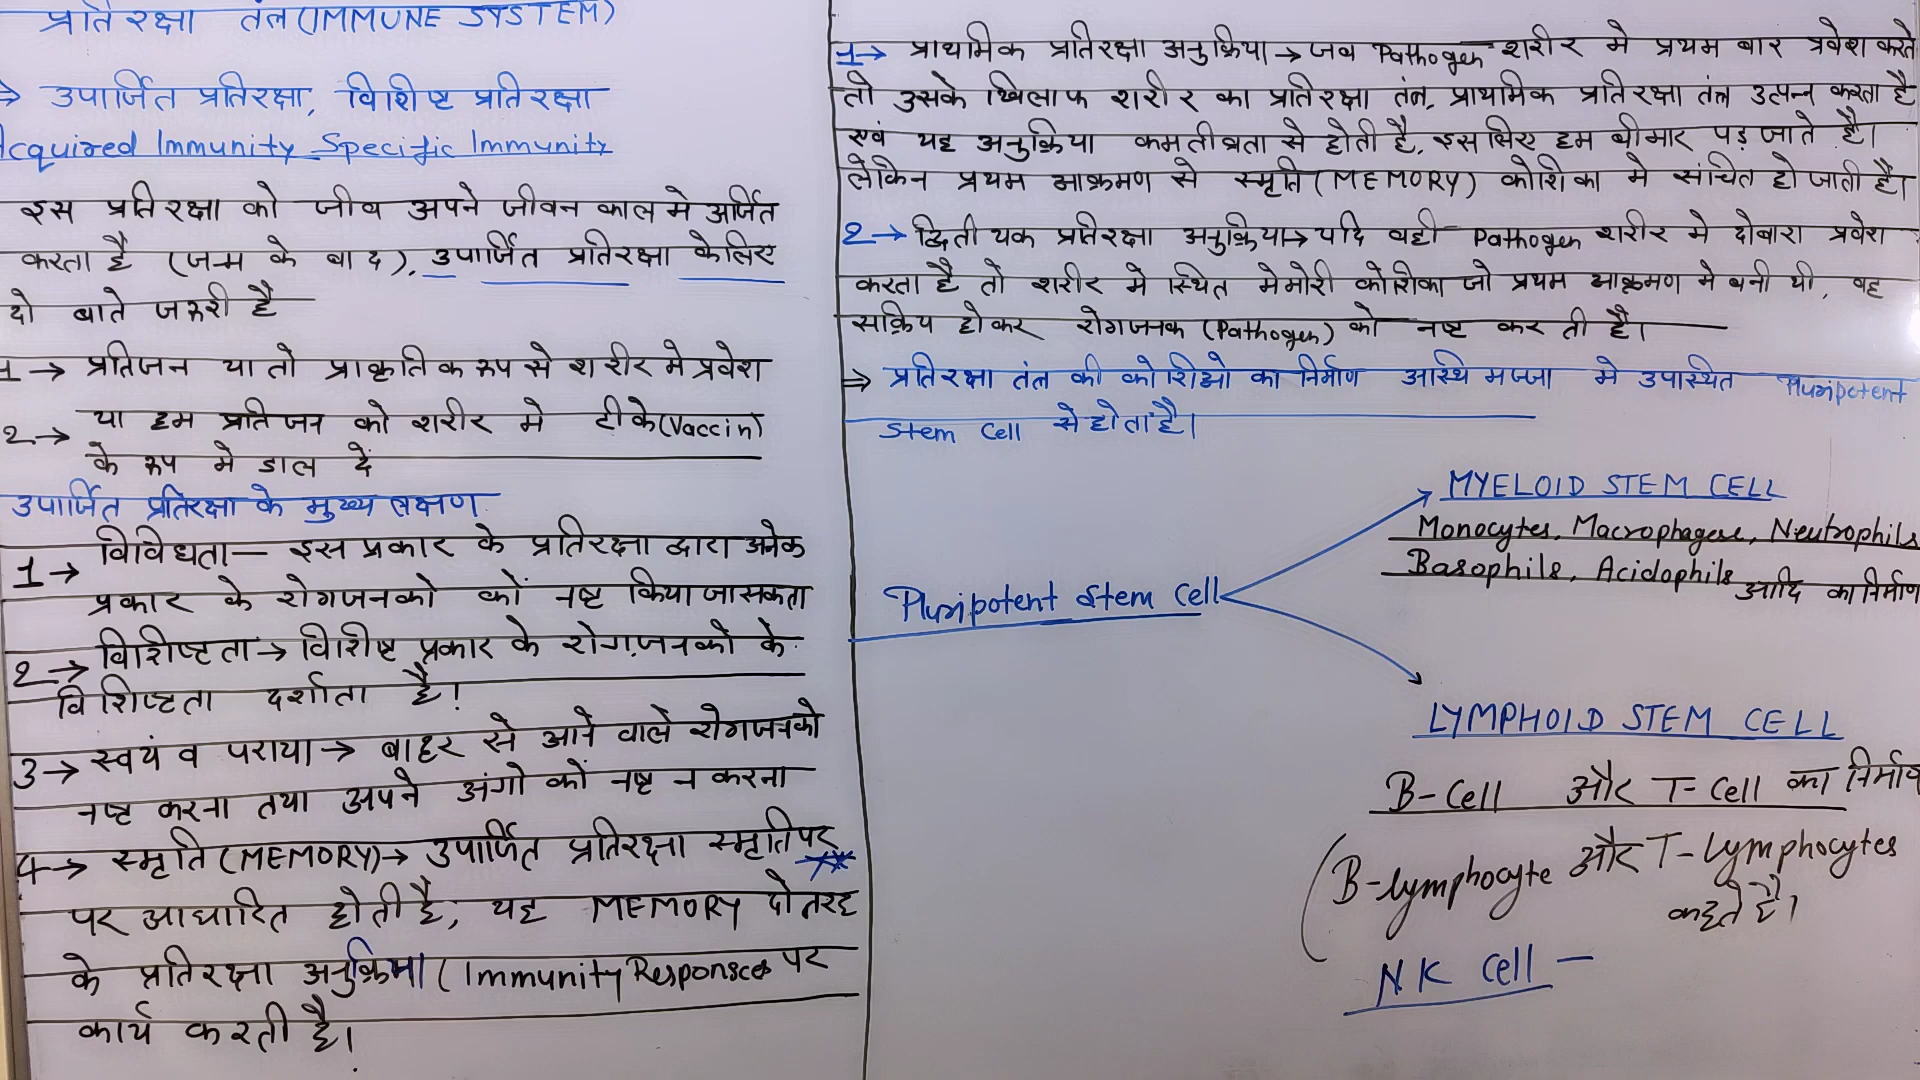 प्रतिरक्षा तंत्र (IMMUNE SYSTEM)
⇒ उपार्जित प्रतिरक्षा, विशिष्ट प्रतिरक्षा
Acquired Immunity Specific Immunity
इस प्रतिरक्षा को जीव अपने जीवन काल मे अर्जित
करता है (जन्म के बाद), उपार्जित प्रतिरक्षा के लिए
दो बाते जरुरी है
1→ प्रतिजन या तो प्राकृतिक रूप से शरीर मे प्रवेश
2→ या हम प्रतिजन को शरीर मे टीके (Vaccin)
के रूप मे डाल दें
उपार्जित प्रतिरक्षा के मुख्य लक्षण
1→ विविधता – इस प्रकार के प्रतिरक्षा द्वारा अनेक
प्रकार के रोगजनको कों नष्ट किया जा सकता
2→ विशिष्टता → विशिष्ट प्रकार के रोगजनको के
विशिष्टता दर्शाता है!
3→ स्वयं व पराया → बाहर से आने वाले रोगजनको
नष्ट करना तथा अपने अंगो कों नष्ट न करना
4→ स्मृति (MEMORY) → उपार्जित प्रतिरक्षा स्मृति पर
पर आधारित होती है, यह MEMORY दो तरह
के प्रतिरक्षा अनुक्रिया (Immunity Responses पर
कार्य करती है।
1→ प्राथमिक प्रतिरक्षा अनुक्रिया → जब Pathogen शरीर मे प्रथम बार प्रवेश करते
तो उसके खिलाफ शरीर का प्रतिरक्षा तंत्र, प्राथमिक प्रतिरक्षा तंत्र उत्पन्न करता है
एवं यह अनुक्रिया कम तीव्रता से होती है, इस लिए हम बीमार पड़ जाते है।
लेकिन प्रथम आक्रमण से स्मृति (MEMORY) कोशिका मे संचित हो जाती है।
2→ द्वितीयक प्रतिरक्षा अनुक्रिया → यदि वही Pathogen शरीर मे दोबारा प्रवेश
करता है तो शरीर मे स्थित मेमोरी कोशिका जो प्रथम आक्रमण मे बनी थी, वह
सक्रिय होकर रोगजनक (Pathogen) को नष्ट करती है।
⇒ प्रतिरक्षा तंत्र की कोशिओ का निर्माण अस्थि मज्जा मे उपस्थित Pluripotent
Stem Cell से होता है।
MYELOID STEM CELL
Monocytes, Macrophagese, Neutrophils
Basophils, Acidophils आदि का निर्माण
Pluripotent Stem Cell
LYMPHOID STEM CELL
B-Cell और T-Cell का निर्माण
(B-lymphocyte और T-Lymphocytes
कहते है।
NK Cell –